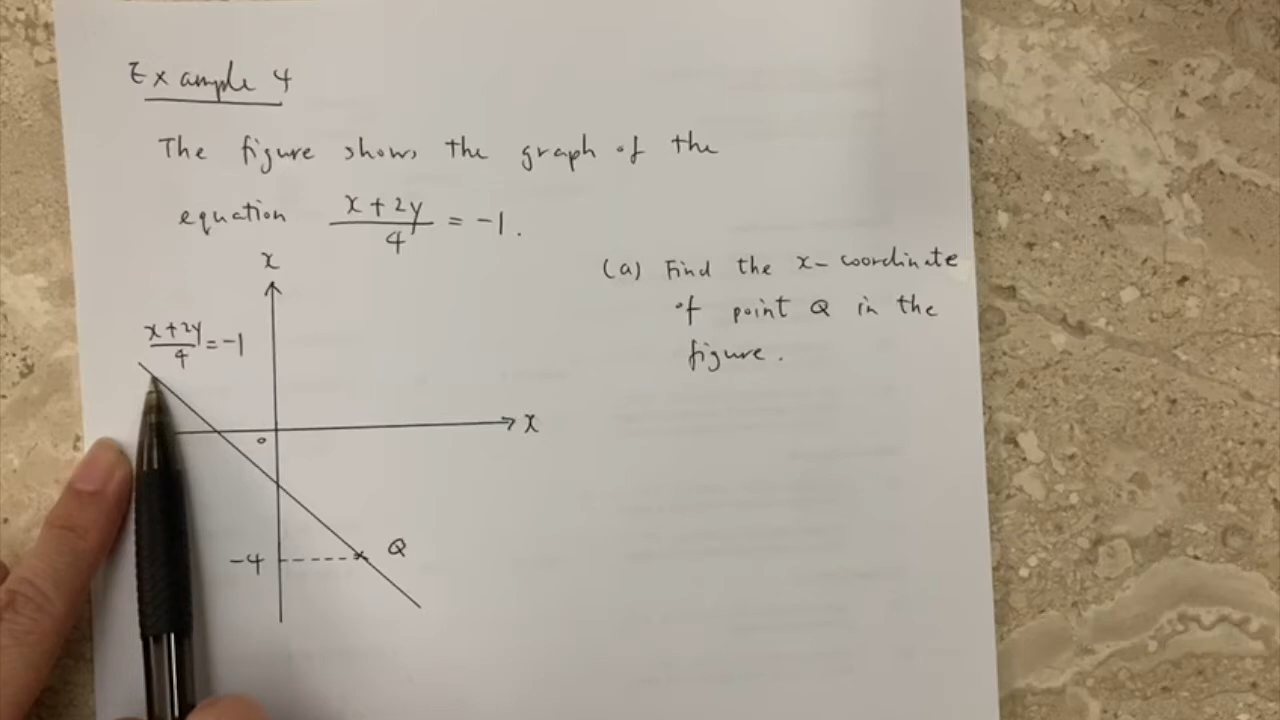 Example 4
The figure shows the graph of the
equation (x+2y)/4 = -1.
(a) Find the x-coordinate
of point Q in the
figure.
x
(x+2y)/4 = -1
x
o
-4
Q